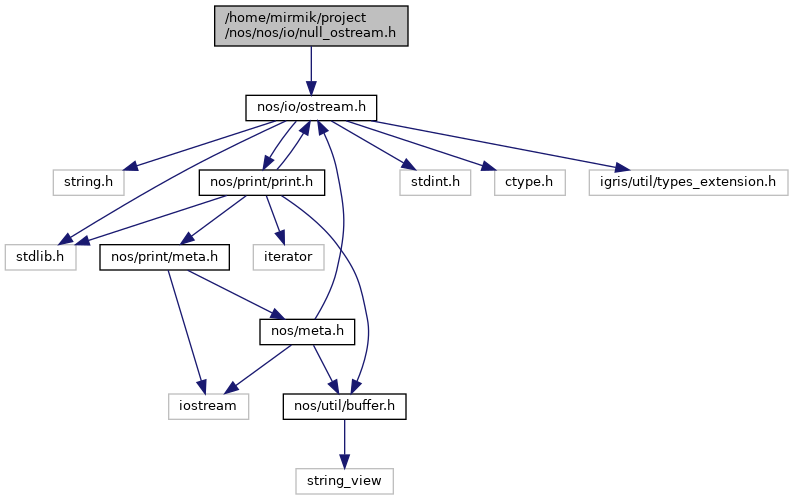 /home/mirmik/project
/nos/nos/io/null_ostream.h
nos/io/ostream.h
string.h
nos/print/print.h
stdint.h
ctype.h
igris/util/types_extension.h
stdlib.h
nos/print/meta.h
iterator
nos/meta.h
iostream
nos/util/buffer.h
string_view